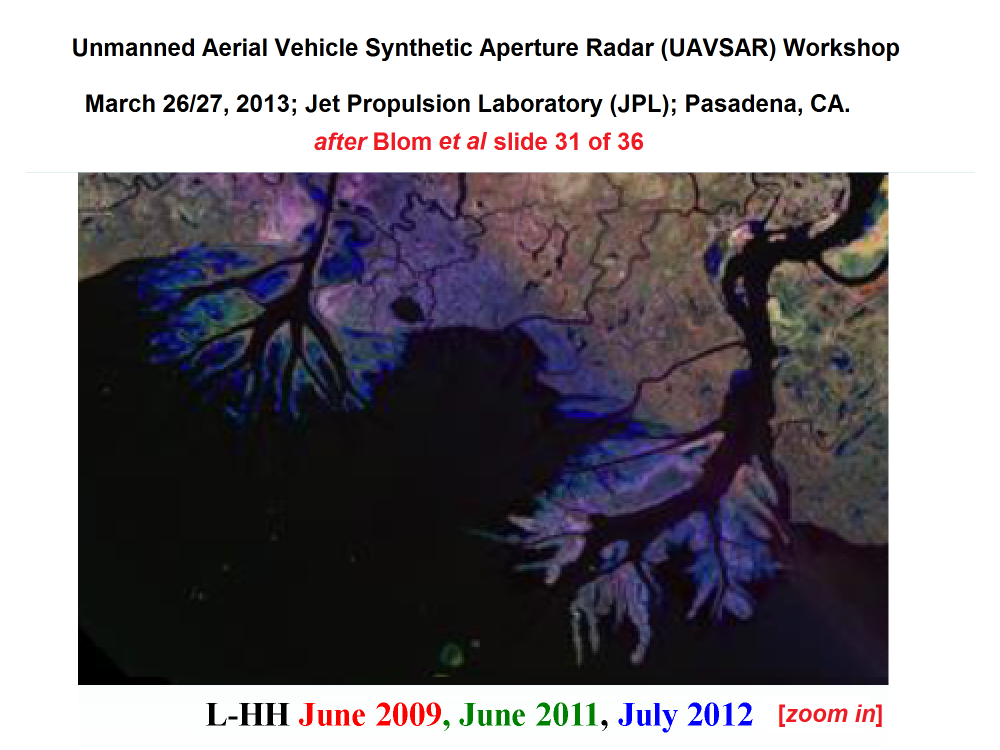 Unmanned Aerial Vehicle Synthetic Aperture Radar (UAVSAR) Workshop
March 26/27, 2013; Jet Propulsion Laboratory (JPL); Pasadena, CA.
after Blom et al slide 31 of 36
L-HH June 2009, June 2011, July 2012 [zoom in]